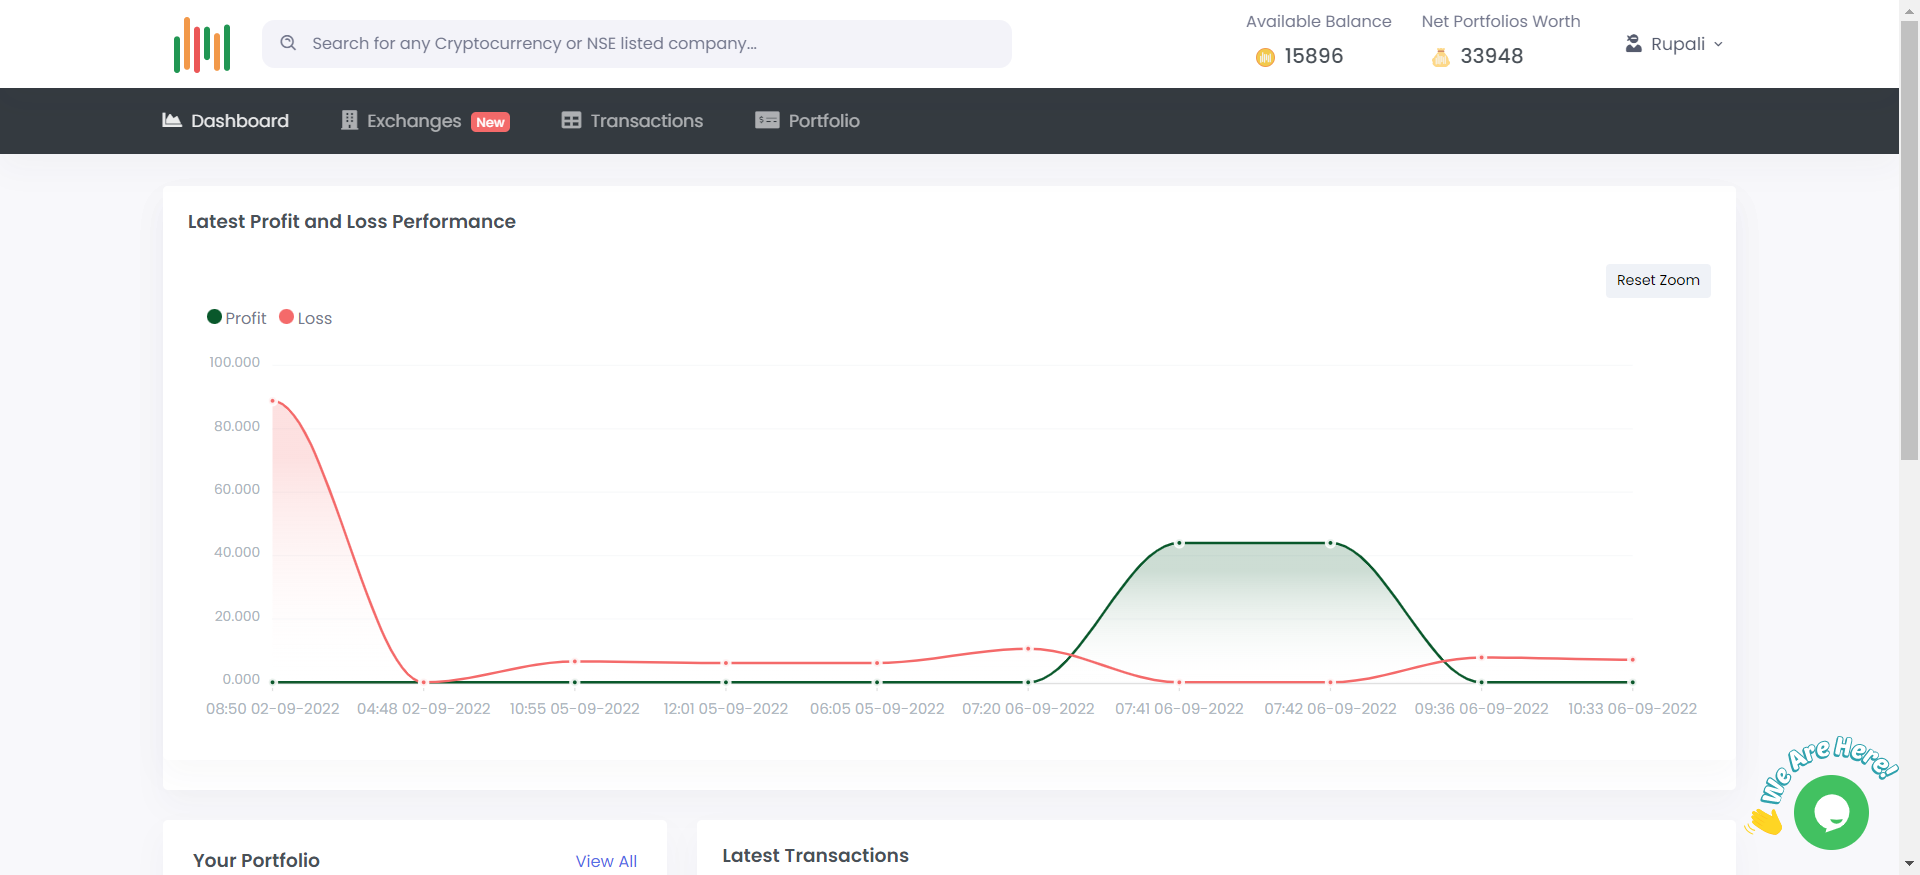 Search for any Cryptocurrency or NSE listed company...
Available Balance
15896
Net Portfolios Worth
33948
Rupali
Dashboard
Exchanges New
Transactions
Portfolio
Latest Profit and Loss Performance
Reset Zoom
Profit Loss
100.000
80.000
60.000
40.000
20.000
0.000
08:50 02-09-2022 04:48 02-09-2022 10:55 05-09-2022 12:01 05-09-2022 06:05 05-09-2022 07:20 06-09-2022 07:41 06-09-2022 07:42 06-09-2022 09:36 06-09-2022 10:33 06-09-2022
We Are Here!
Your Portfolio
View All
Latest Transactions